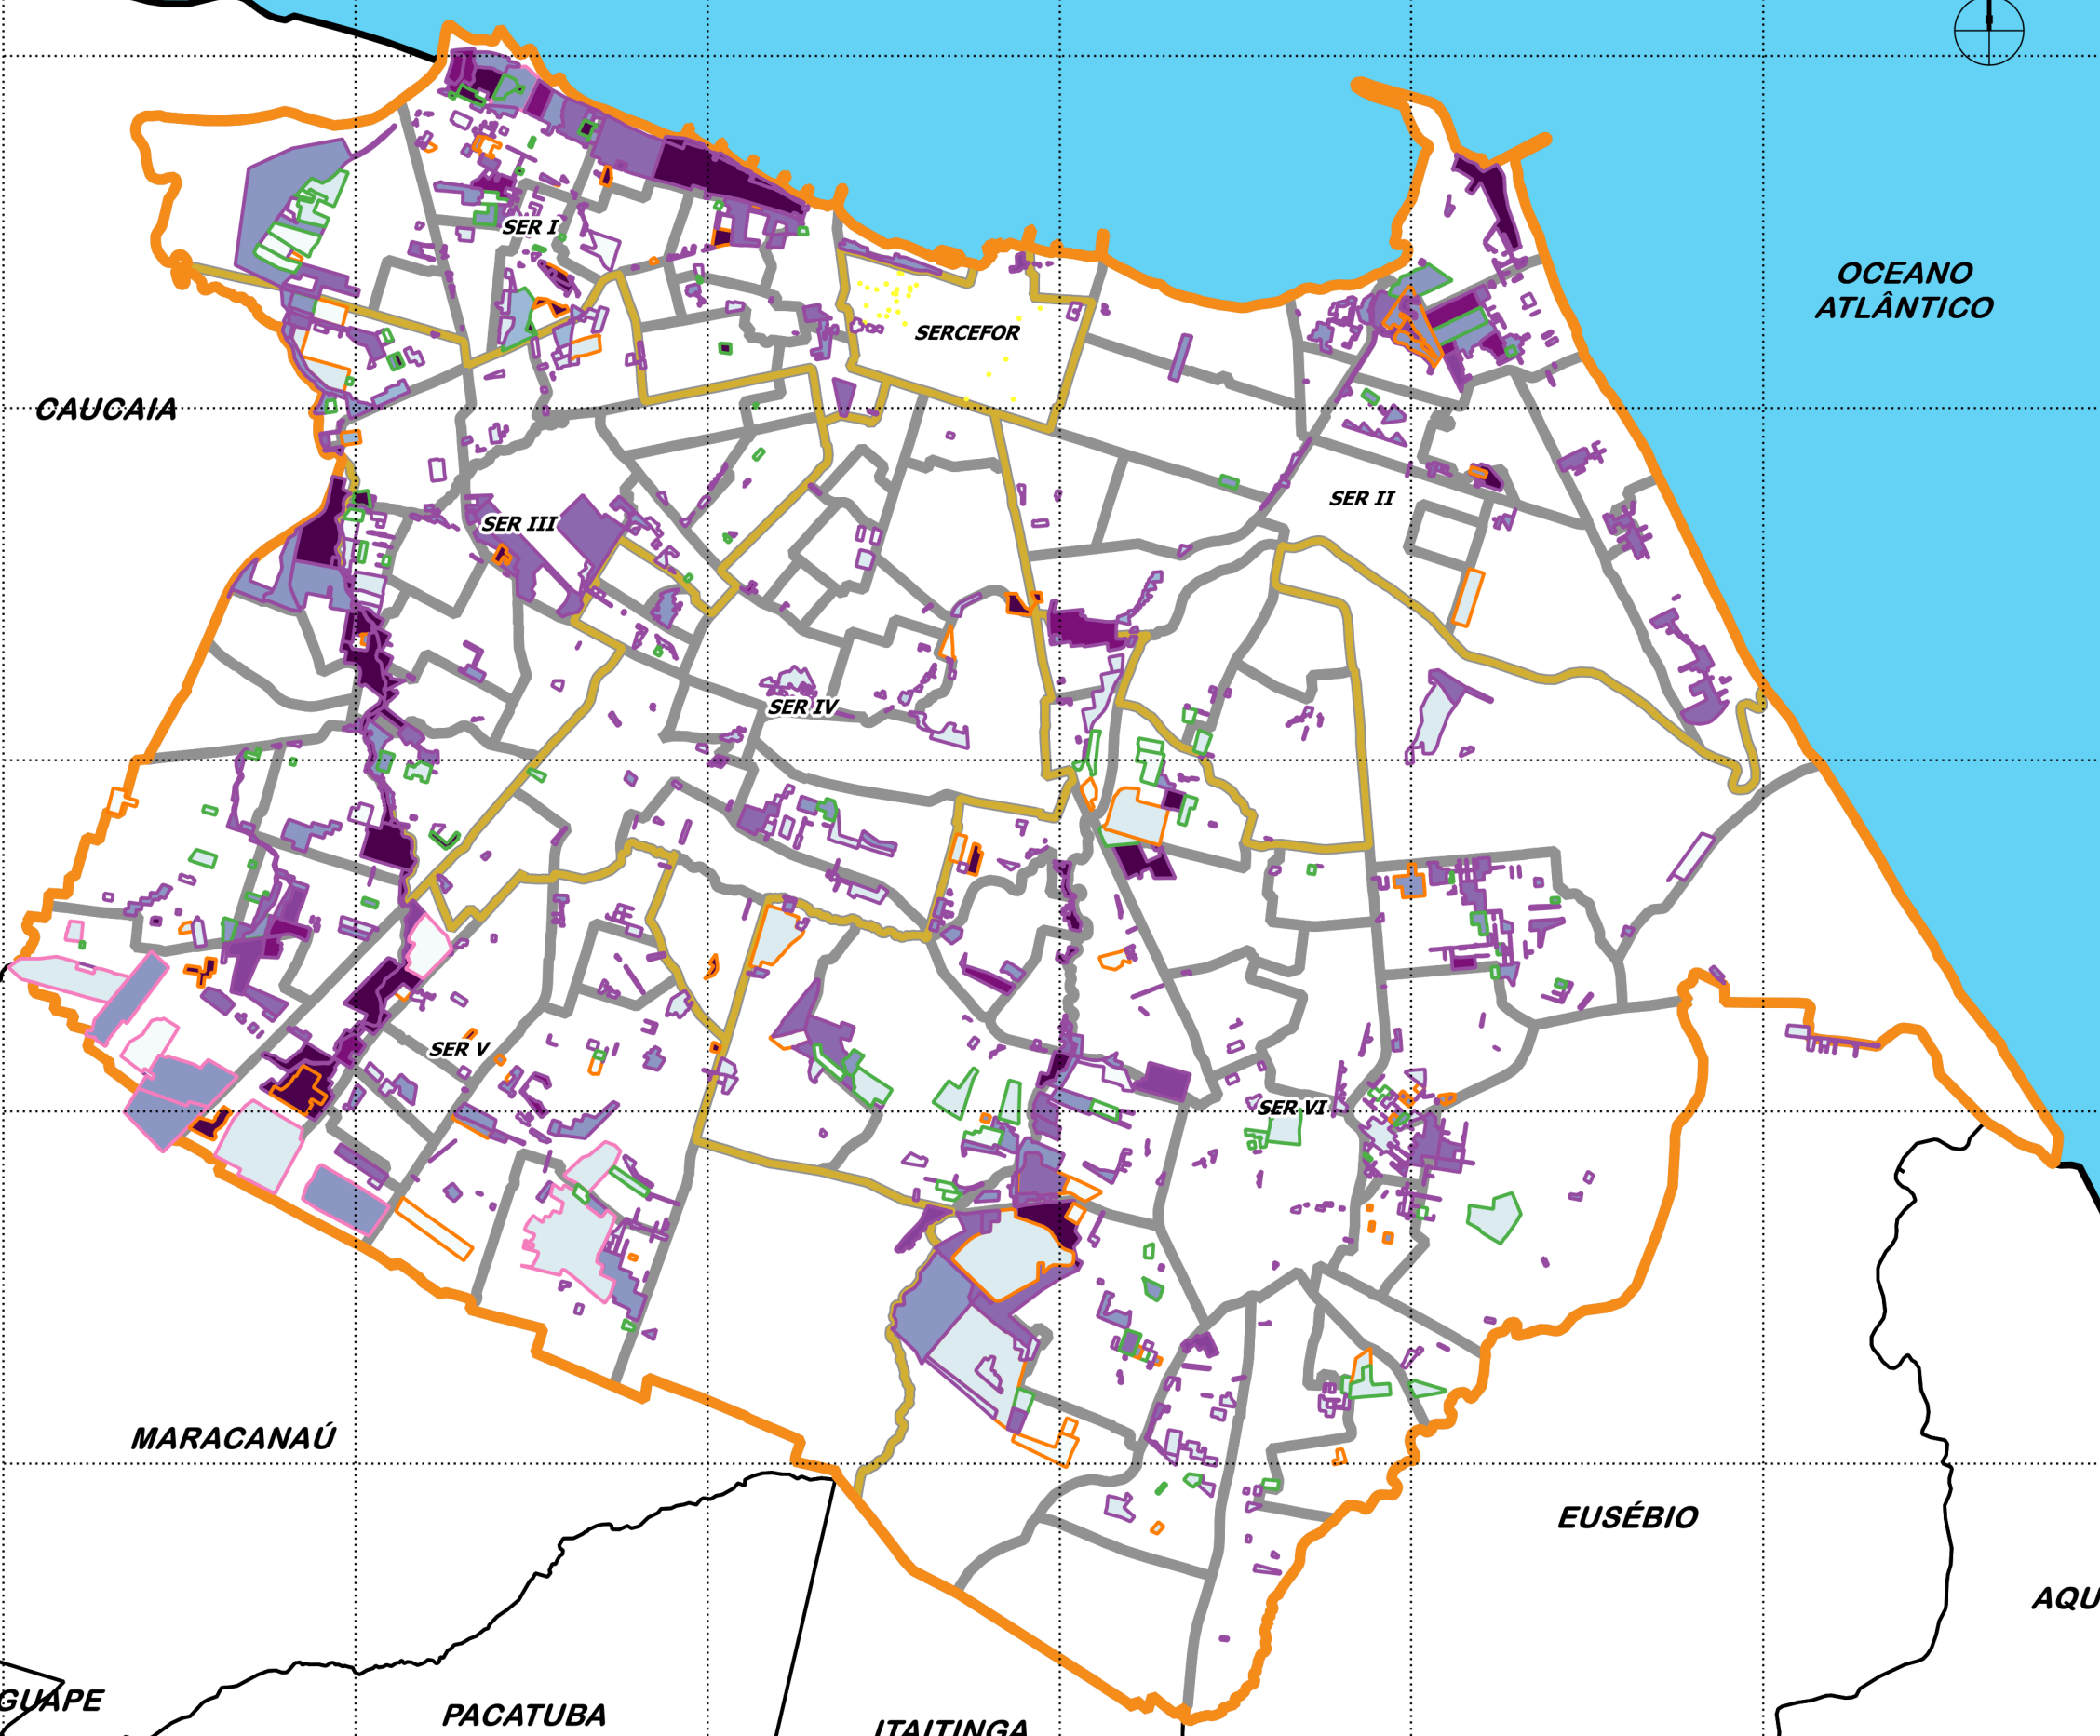 SER I
OCEANO
ATLÂNTICO
SERCEFOR
CAUCAIA
SER II
SER III
SER IV
SER V
SER VI
MARACANAÚ
EUSÉBIO
AQU
GUAPE
PACATUBA
ITAITINGA